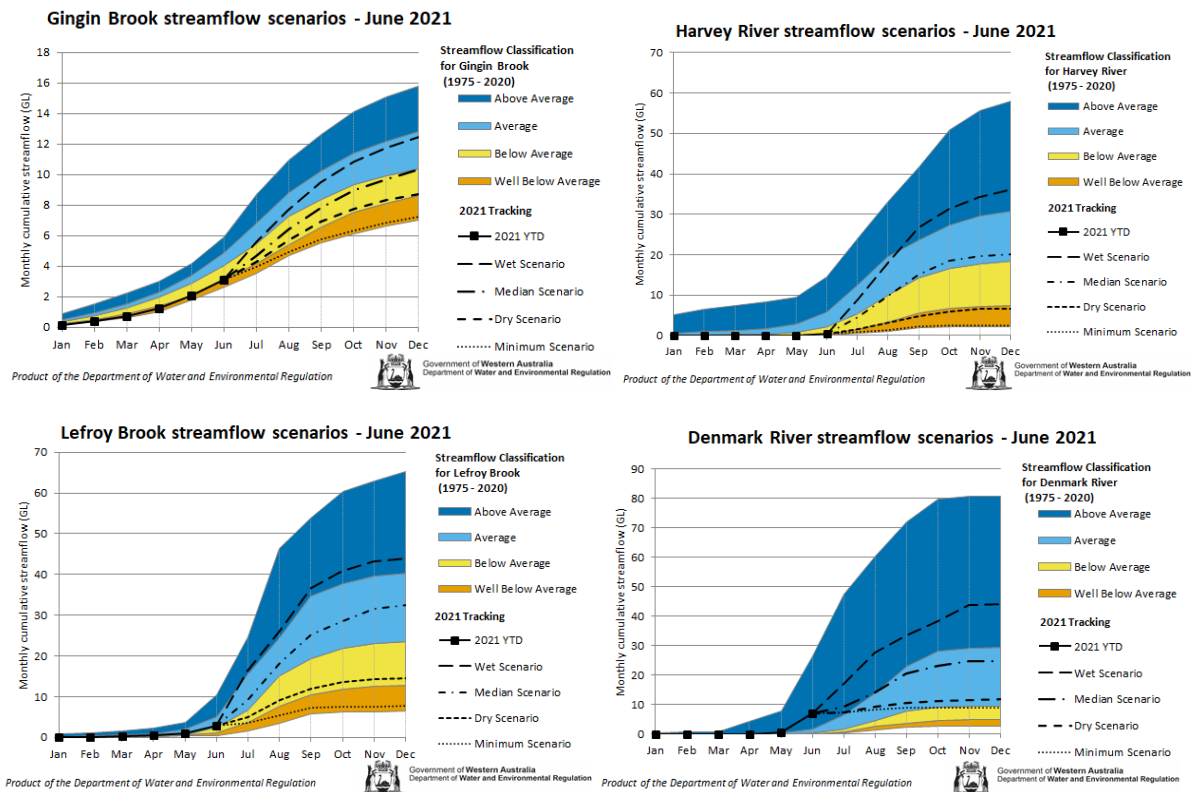 Gingin Brook streamflow scenarios - June 2021
Monthly cumulative streamflow (GL)
18
16
14
12
10
8
6
4
2
0
Jan Feb Mar Apr May Jun Jul Aug Sep Oct Nov Dec
Streamflow Classification
for Gingin Brook
(1975 - 2020)
Above Average
Average
Below Average
Well Below Average
2021 Tracking
2021 YTD
Wet Scenario
Median Scenario
Dry Scenario
Minimum Scenario
Product of the Department of Water and Environmental Regulation
Government of Western Australia
Department of Water and Environmental Regulation
Harvey River streamflow scenarios - June 2021
Monthly cumulative streamflow (GL)
70
60
50
40
30
20
10
0
Jan Feb Mar Apr May Jun Jul Aug Sep Oct Nov Dec
Streamflow Classification
for Harvey River
(1975 - 2020)
Above Average
Average
Below Average
Well Below Average
2021 Tracking
2021 YTD
Wet Scenario
Median Scenario
Dry Scenario
Minimum Scenario
Product of the Department of Water and Environmental Regulation
Government of Western Australia
Department of Water and Environmental Regulation
Lefroy Brook streamflow scenarios - June 2021
Monthly cumulative streamflow (GL)
70
60
50
40
30
20
10
0
Jan Feb Mar Apr May Jun Jul Aug Sep Oct Nov Dec
Streamflow Classification
for Lefroy Brook
(1975 - 2020)
Above Average
Average
Below Average
Well Below Average
2021 Tracking
2021 YTD
Wet Scenario
Median Scenario
Dry Scenario
Minimum Scenario
Product of the Department of Water and Environmental Regulation
Government of Western Australia
Department of Water and Environmental Regulation
Denmark River streamflow scenarios - June 2021
Monthly cumulative streamflow (GL)
90
80
70
60
50
40
30
20
10
0
Jan Feb Mar Apr May Jun Jul Aug Sep Oct Nov Dec
Streamflow Classification
for Denmark River
(1975 - 2020)
Above Average
Average
Below Average
Well Below Average
2021 Tracking
2021 YTD
Wet Scenario
Median Scenario
Dry Scenario
Minimum Scenario
Product of the Department of Water and Environmental Regulation
Government of Western Australia
Department of Water and Environmental Regulation